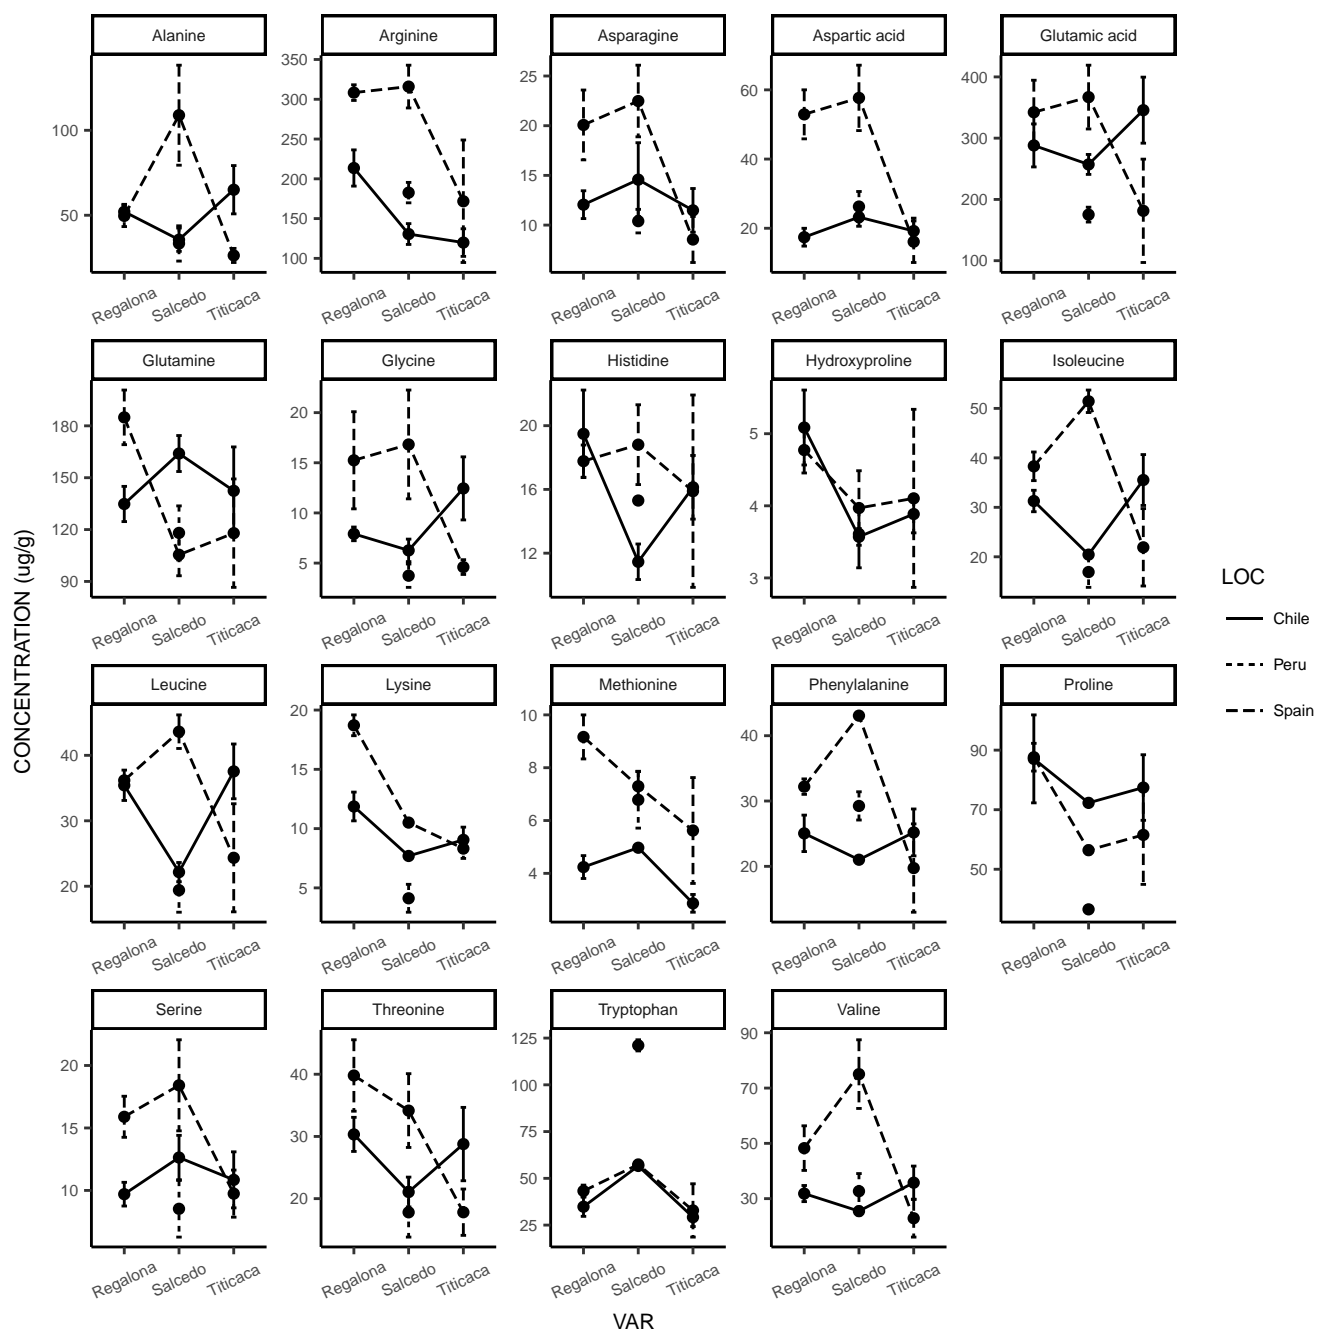 Alanine Arginine Asparagine Aspartic acid Glutamic acid
50 100
100 150 200 250 300 350
10 15 20 25
20 40 60
100 200 300 400
Regalona Salcedo Titicaca Regalona Salcedo Titicaca Regalona Salcedo Titicaca Regalona Salcedo Titicaca Regalona Salcedo Titicaca
Glutamine Glycine Histidine Hydroxyproline Isoleucine
90 120 150 180
5 10 15 20
12 16 20
3 4 5
20 30 40 50
Regalona Salcedo Titicaca Regalona Salcedo Titicaca Regalona Salcedo Titicaca Regalona Salcedo Titicaca Regalona Salcedo Titicaca
Leucine Lysine Methionine Phenylalanine Proline
20 30 40
5 10 15 20
4 6 8 10
20 30 40
50 70 90
Regalona Salcedo Titicaca Regalona Salcedo Titicaca Regalona Salcedo Titicaca Regalona Salcedo Titicaca Regalona Salcedo Titicaca
Serine Threonine Tryptophan Valine
10 15 20
20 30 40
25 50 75 100 125
30 50 70 90
Regalona Salcedo Titicaca Regalona Salcedo Titicaca Regalona Salcedo Titicaca Regalona Salcedo Titicaca
VAR
CONCENTRATION (ug/g)
LOC
Chile
Peru
Spain